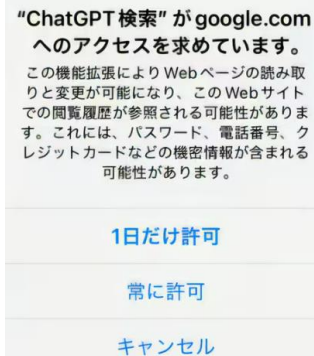 “ChatGPT検索”がgoogle.com
へのアクセスを求めています。
この機能拡張によりWebページの読み取
りと変更が可能になり、このWebサイト
での閲覧履歴が参照される可能性がありま
す。これには、パスワード、電話番号、ク
レジットカードなどの機密情報が含まれる
可能性があります。
1日だけ許可
常に許可
キャンセル